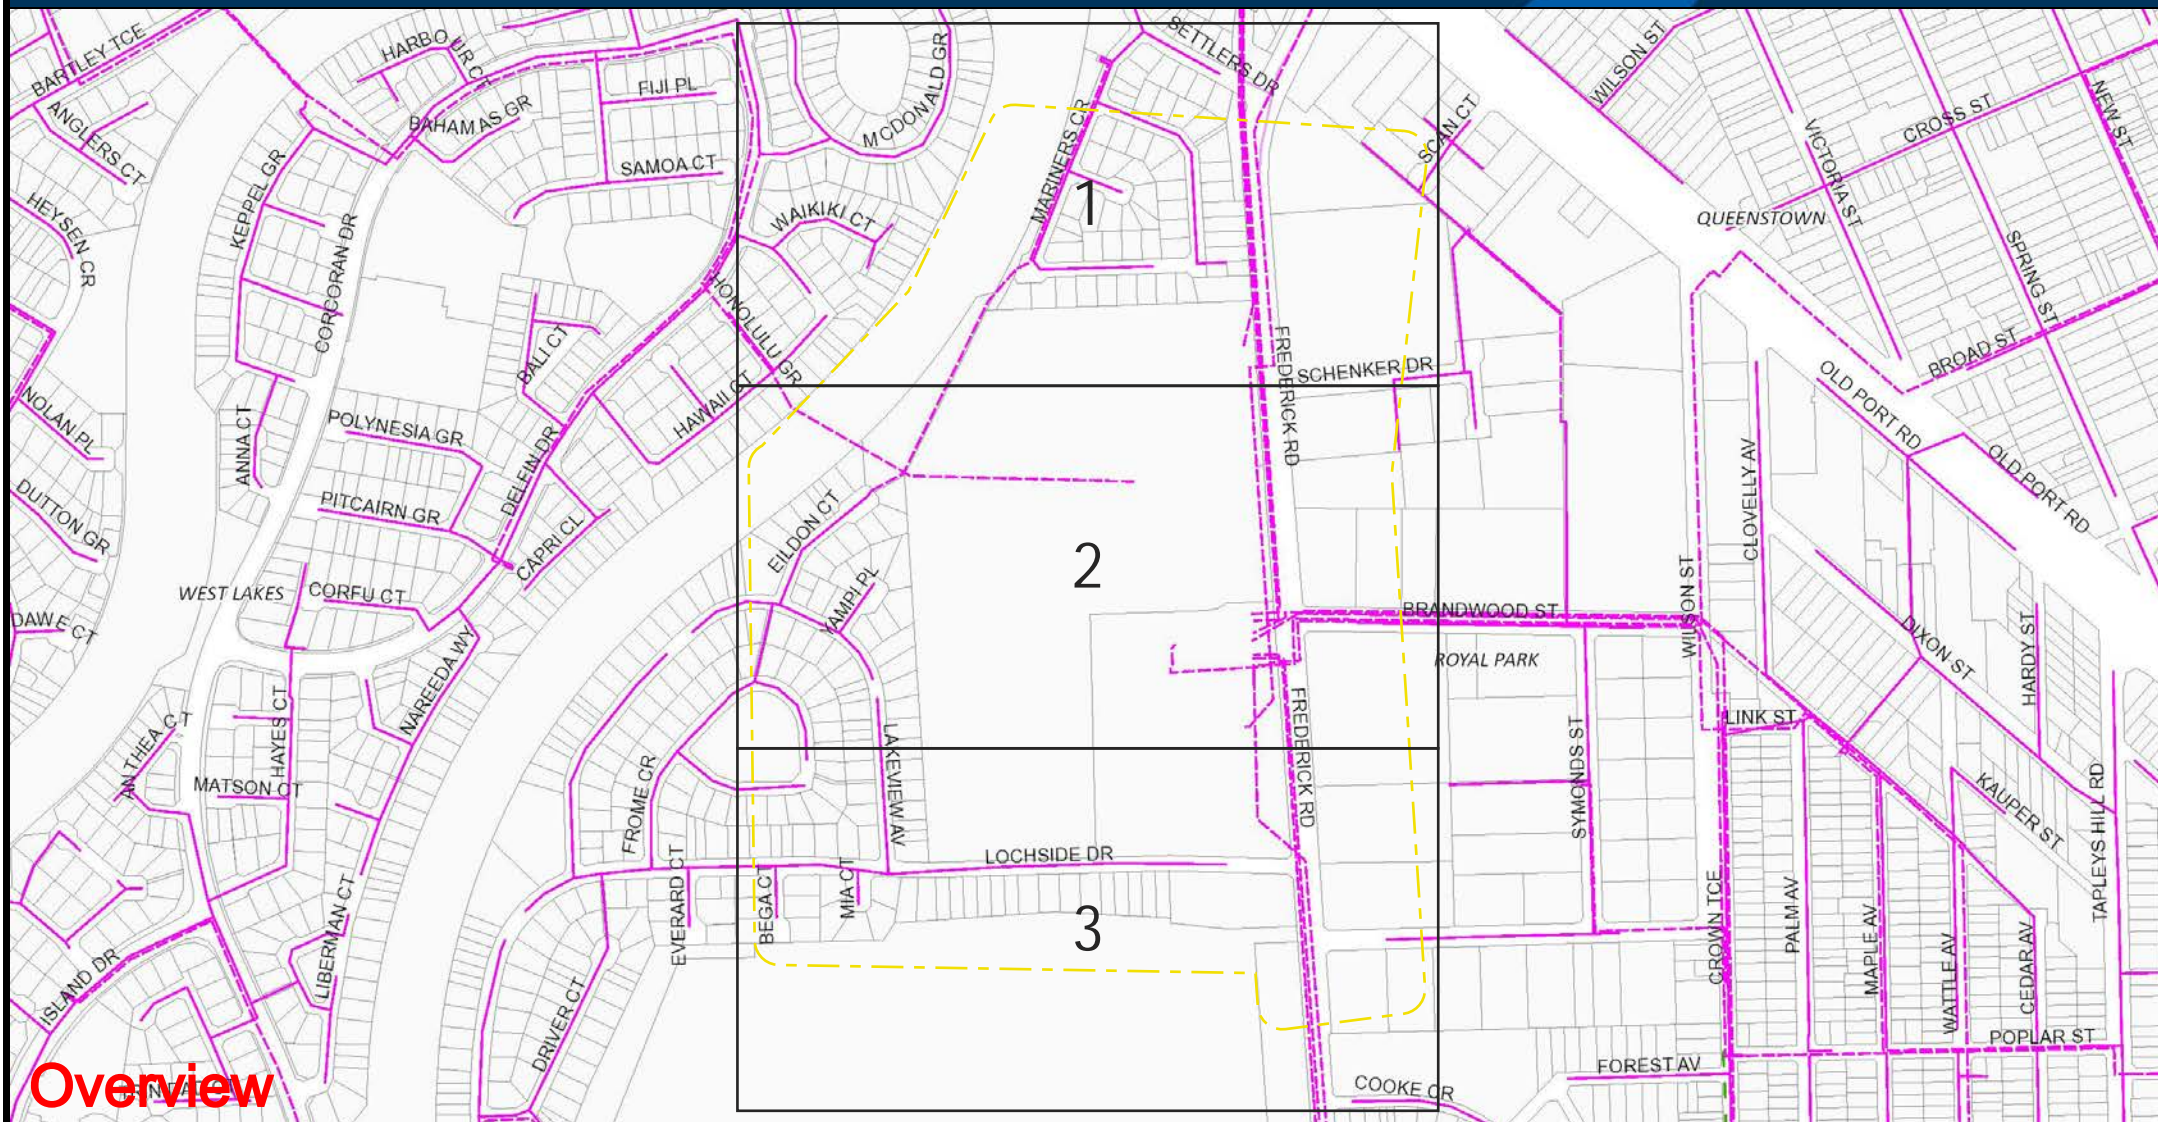 BARTLEY TCE
HARBOUR CT
FIJI PL
BAHAMAS GR
SAMOA CT
ANGLERS CT
KEPPEL GR
HEYSEN CR
CORCORAN DR
MCDONALD GR
SETTLERS DR
MARINERS CR
1
WAIKIKI CT
HONOLULU GR
SCAN CT
WILSON ST
VICTORIA ST
CROSS ST
NEW ST
QUEENSTOWN
SPRING ST
BROAD ST
FREDERICK RD
SCHENKER DR
OLD PORT RD
OLD PORT RD
BALI CT
HAWAII CT
NOLAN PL
ANNA CT
POLYNESIA GR
DELFIN DR
DUTTON GR
PITCAIRN GR
CAPRI CL
EILDON CT
YAMPI PL
2
CLOVELLY AV
WEST LAKES
CORFU CT
DAWE CT
NAREEDA WY
BRANDWOOD ST
WILSON ST
ROYAL PARK
DIXON ST
HARDY ST
ANTHEA CT
HAYES CT
MATSON CT
FROME CR
LAKEVIEW AV
FREDERICK RD
SYMONDS ST
LINK ST
KAUPER ST
TAPLEYS HILL RD
LOCHSIDE DR
EVERARD CT
BEGA CT
MIA CT
3
LIBERMAN CT
ISLAND DR
DRIVER CT
CROWN TCE
PALM AV
MAPLE AV
WATTLE AV
CEDAR AV
POPLAR ST
FOREST AV
COOKE CR
Overview